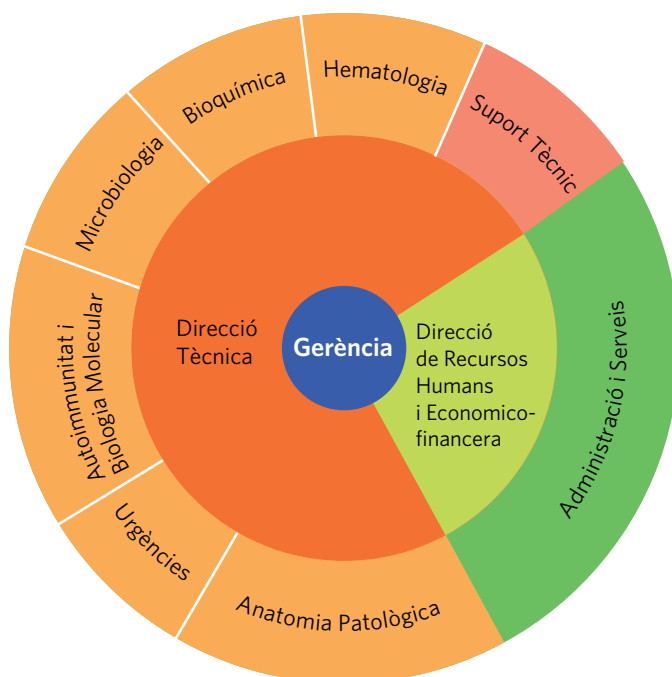 Hematologia
Bioquímica
Suport Tècnic
Microbiologia
Direcció
Tècnica
Gerència
Direcció
de Recursos
Humans
i Economico-
financera
Administració i Serveis
Autoimmunitat i
Biologia Molecular
Urgències
Anatomia Patològica